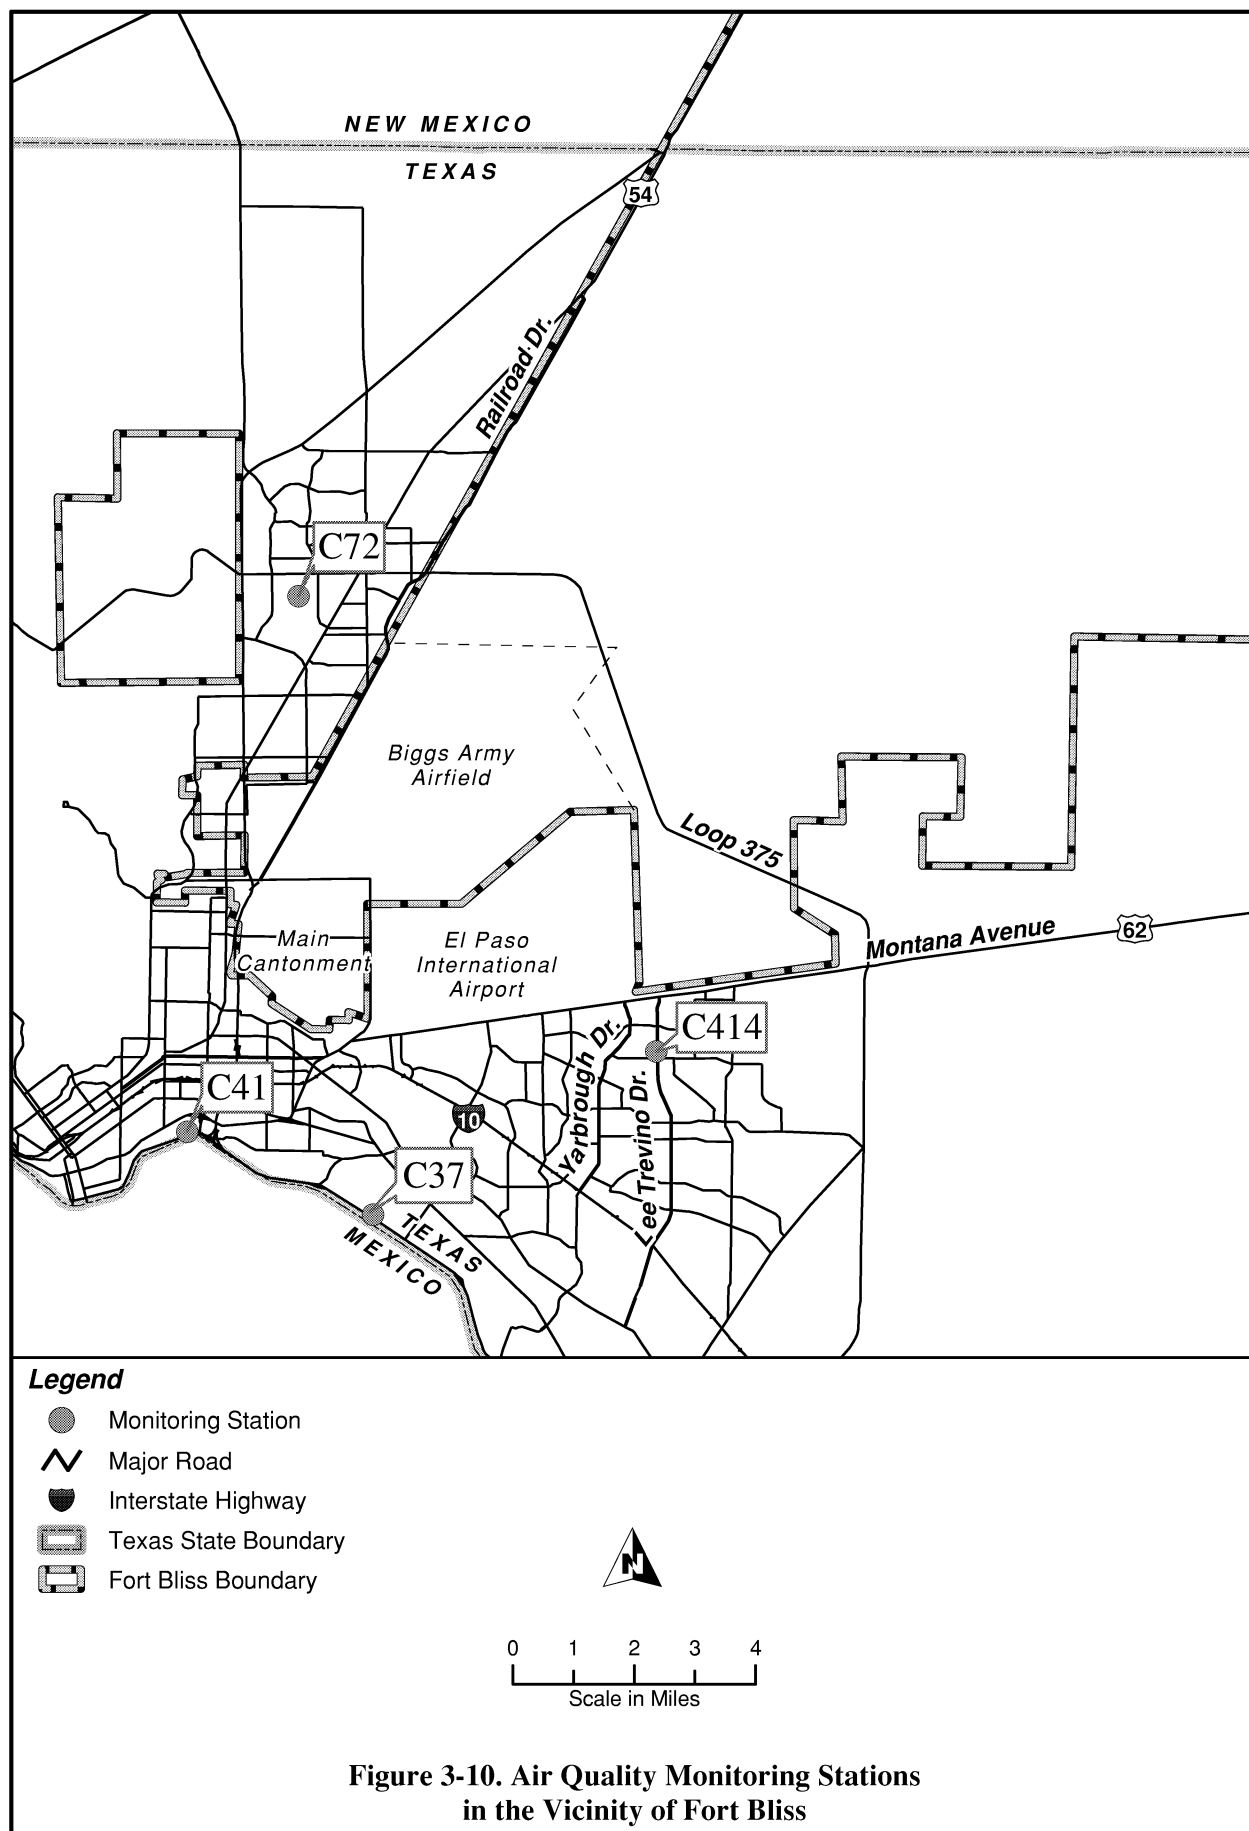 NEW MEXICO
TEXAS
54
Railroad Dr.
C72
Biggs Army
Airfield
Loop 375
Main
Cantonment
El Paso
International
Airport
Montana Avenue
62
C414
C41
Yarbrough Dr.
Lee Trevino Dr.
10
C37
TEXAS
MEXICO
Legend
Monitoring Station
Major Road
Interstate Highway
Texas State Boundary
Fort Bliss Boundary
N
0 1 2 3 4
Scale in Miles
Figure 3-10. Air Quality Monitoring Stations
in the Vicinity of Fort Bliss